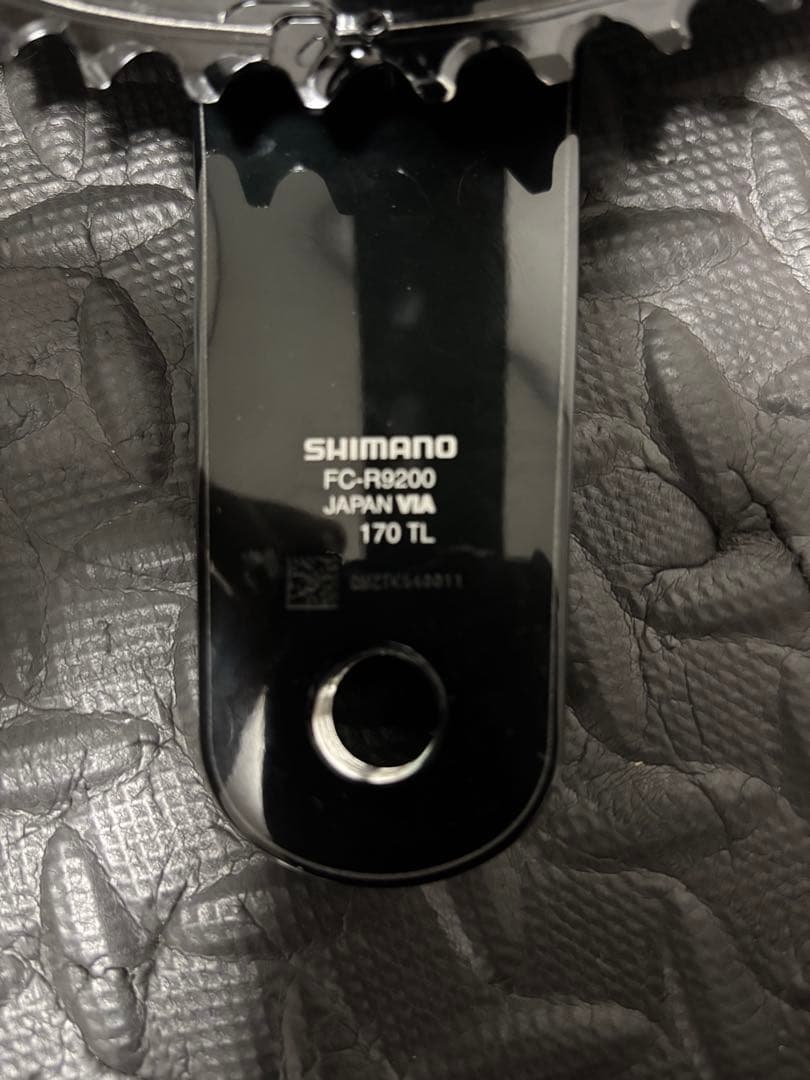 SHIMANO
FC-R9200
JAPAN VIA
170 TL